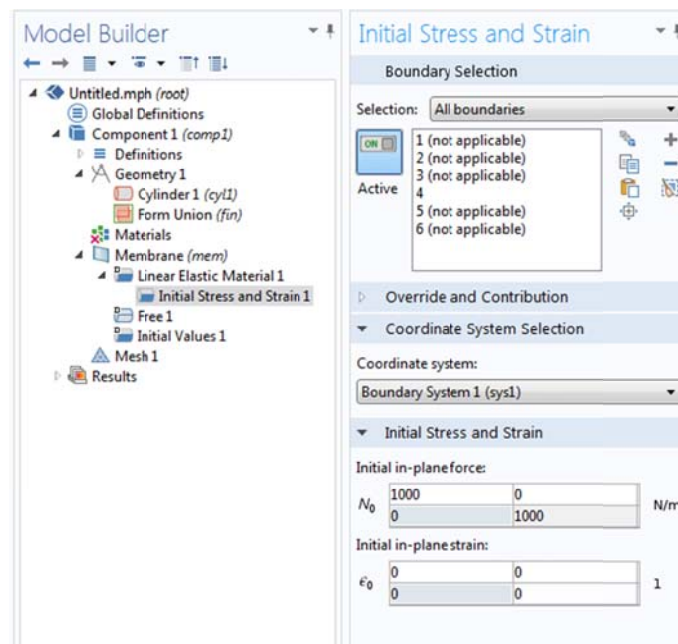 Model Builder
Untitled.mph (root)
Global Definitions
Component 1 (comp1)
Definitions
Geometry 1
Cylinder 1 (cyl1)
Form Union (fin)
Materials
Membrane (mem)
Linear Elastic Material 1
Initial Stress and Strain 1
Free 1
Initial Values 1
Mesh 1
Results
Initial Stress and Strain
Boundary Selection
Selection: All boundaries
ON
Active
1 (not applicable)
2 (not applicable)
3 (not applicable)
4
5 (not applicable)
6 (not applicable)
Override and Contribution
Coordinate System Selection
Coordinate system:
Boundary System 1 (sys1)
Initial Stress and Strain
Initial in-plane force:
N₀ 1000 0 N/m
0 1000
Initial in-plane strain:
ϵ₀ 0 0 1
0 0